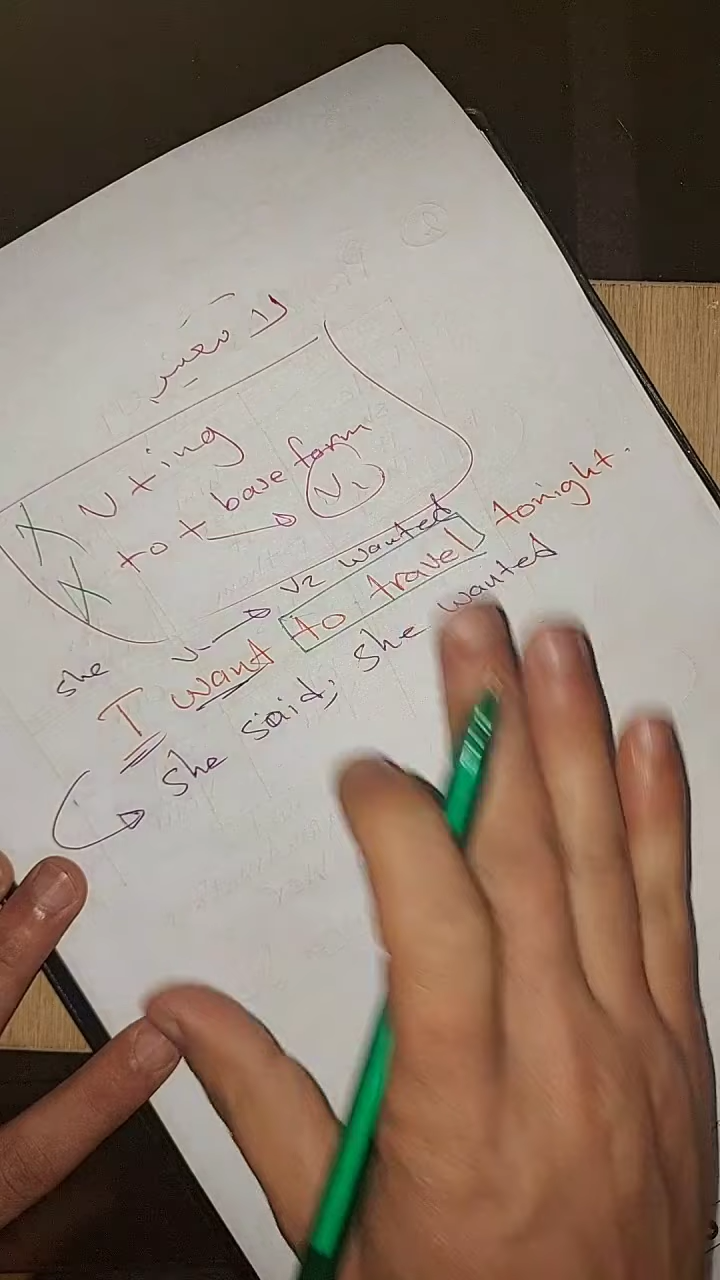 لا تتغير
V + ing
to + base form
V1
V2 wanted
she
I want to travel tonight.
she said, she wanted